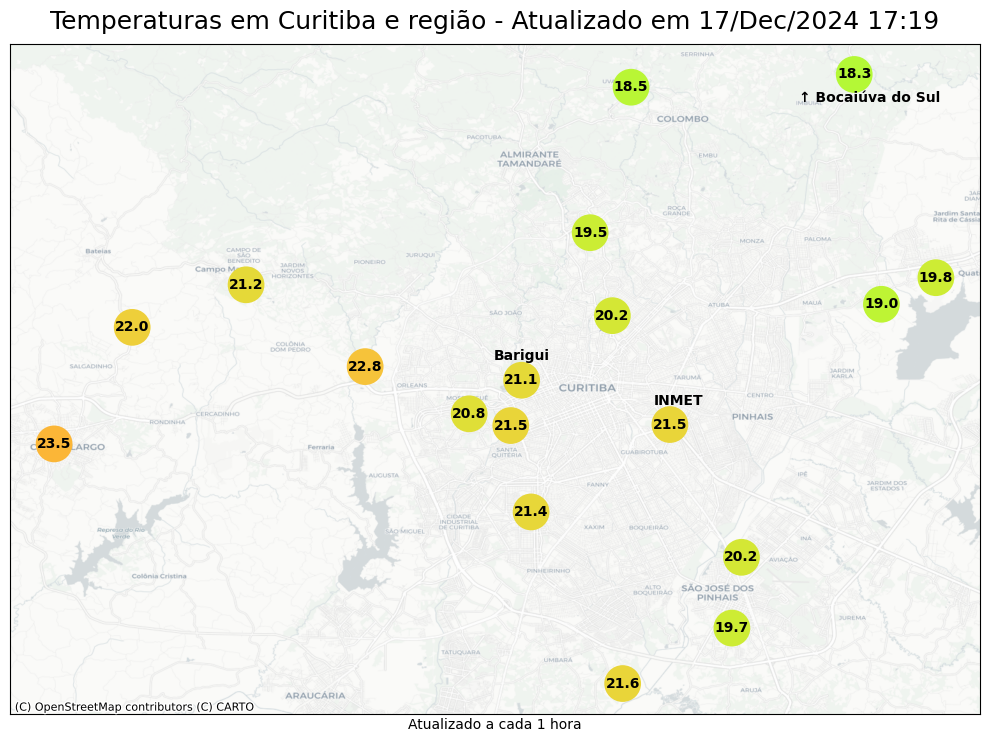 Temperaturas em Curitiba e região - Atualizado em 17/Dec/2024 17:19
SERRINHA
18.3
18.5
↑ Bocaiúva do Sul
COLOMBO
PACOTUBA
ALMIRANTE
TAMANDARÉ
EMBU
ROÇA
GRANDE
Jardim Santa
Rita de Cássia
19.5
MONZA
PALOMA
Bateias
CAMPO DE
SÃO
BENEDITO
JURUQUI
PIONEIRO
JARDIM
NOVOS
HORIZONTES
Campo M
21.2
19.8
Quat
19.0
MAUÁ
ATUBA
SÃO JOÃO
20.2
22.0
COLÔNIA
DOM PEDRO
Barigui
SALGADINHO
22.8
JARDIM
KARLA
21.1
TARUMÃ
ORLEANS
CURITIBA
CENTRO
INMET
20.8
PINHAIS
CERCADINHO
RONDINHA
21.5
21.5
23.5
LARGO
Ferraria
SANTA
QUITÉRIA
GUABIROTUBA
AUGUSTA
IPÊ
FANNY
JARDIM DOS
ESTADOS I
21.4
CIDADE
INDUSTRIAL
DE CURITIBA
XAXIM
BOQUEIRÃO
Represa do Rio
Verde
SÃO MIGUEL
INÁ
20.2
AVIAÇÃO
PINHEIRINHO
Colônia Cristina
ALTO
BOQUEIRÃO
SÃO JOSÉ DOS
PINHAIS
JUREMA
19.7
TATUQUARA
UMBARÁ
21.6
ARUJÁ
ARAUCÁRIA
(C) OpenStreetMap contributors (C) CARTO
Atualizado a cada 1 hora